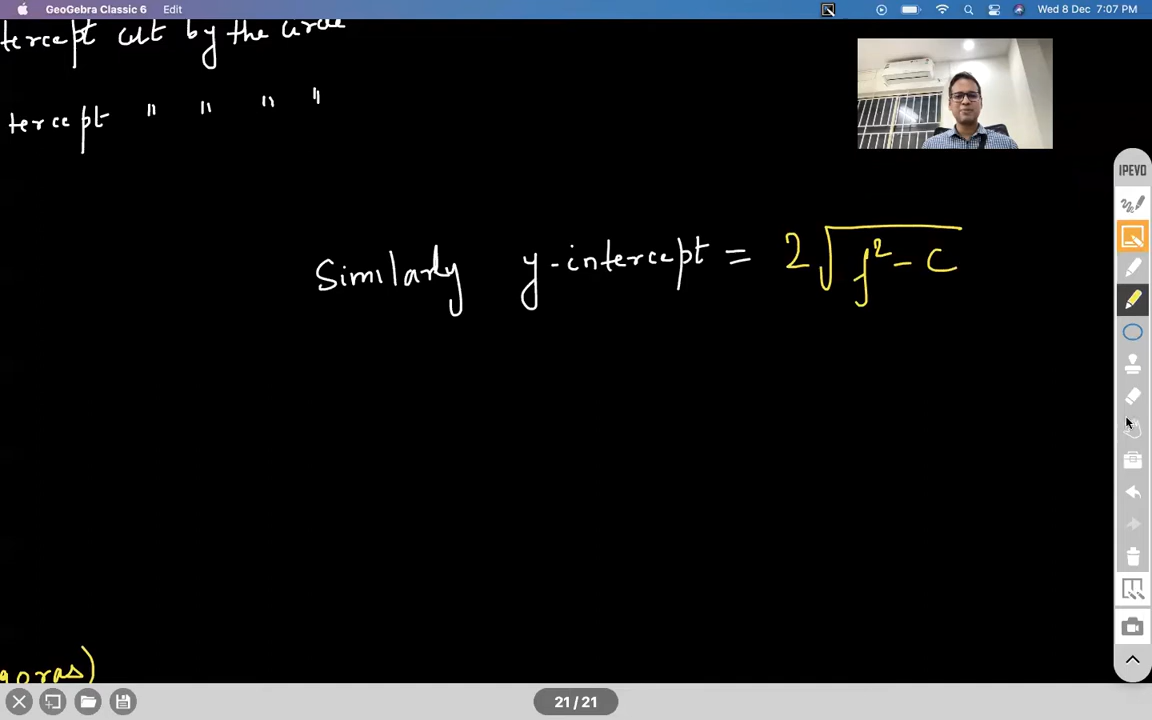 GeoGebra Classic 6 Edit Wed 8 Dec 7:07 PM
tercept cut by the circle
tercept " " " "
IPEVO
Similarly y-intercept = 2√(f² - c)
goras)
21/21